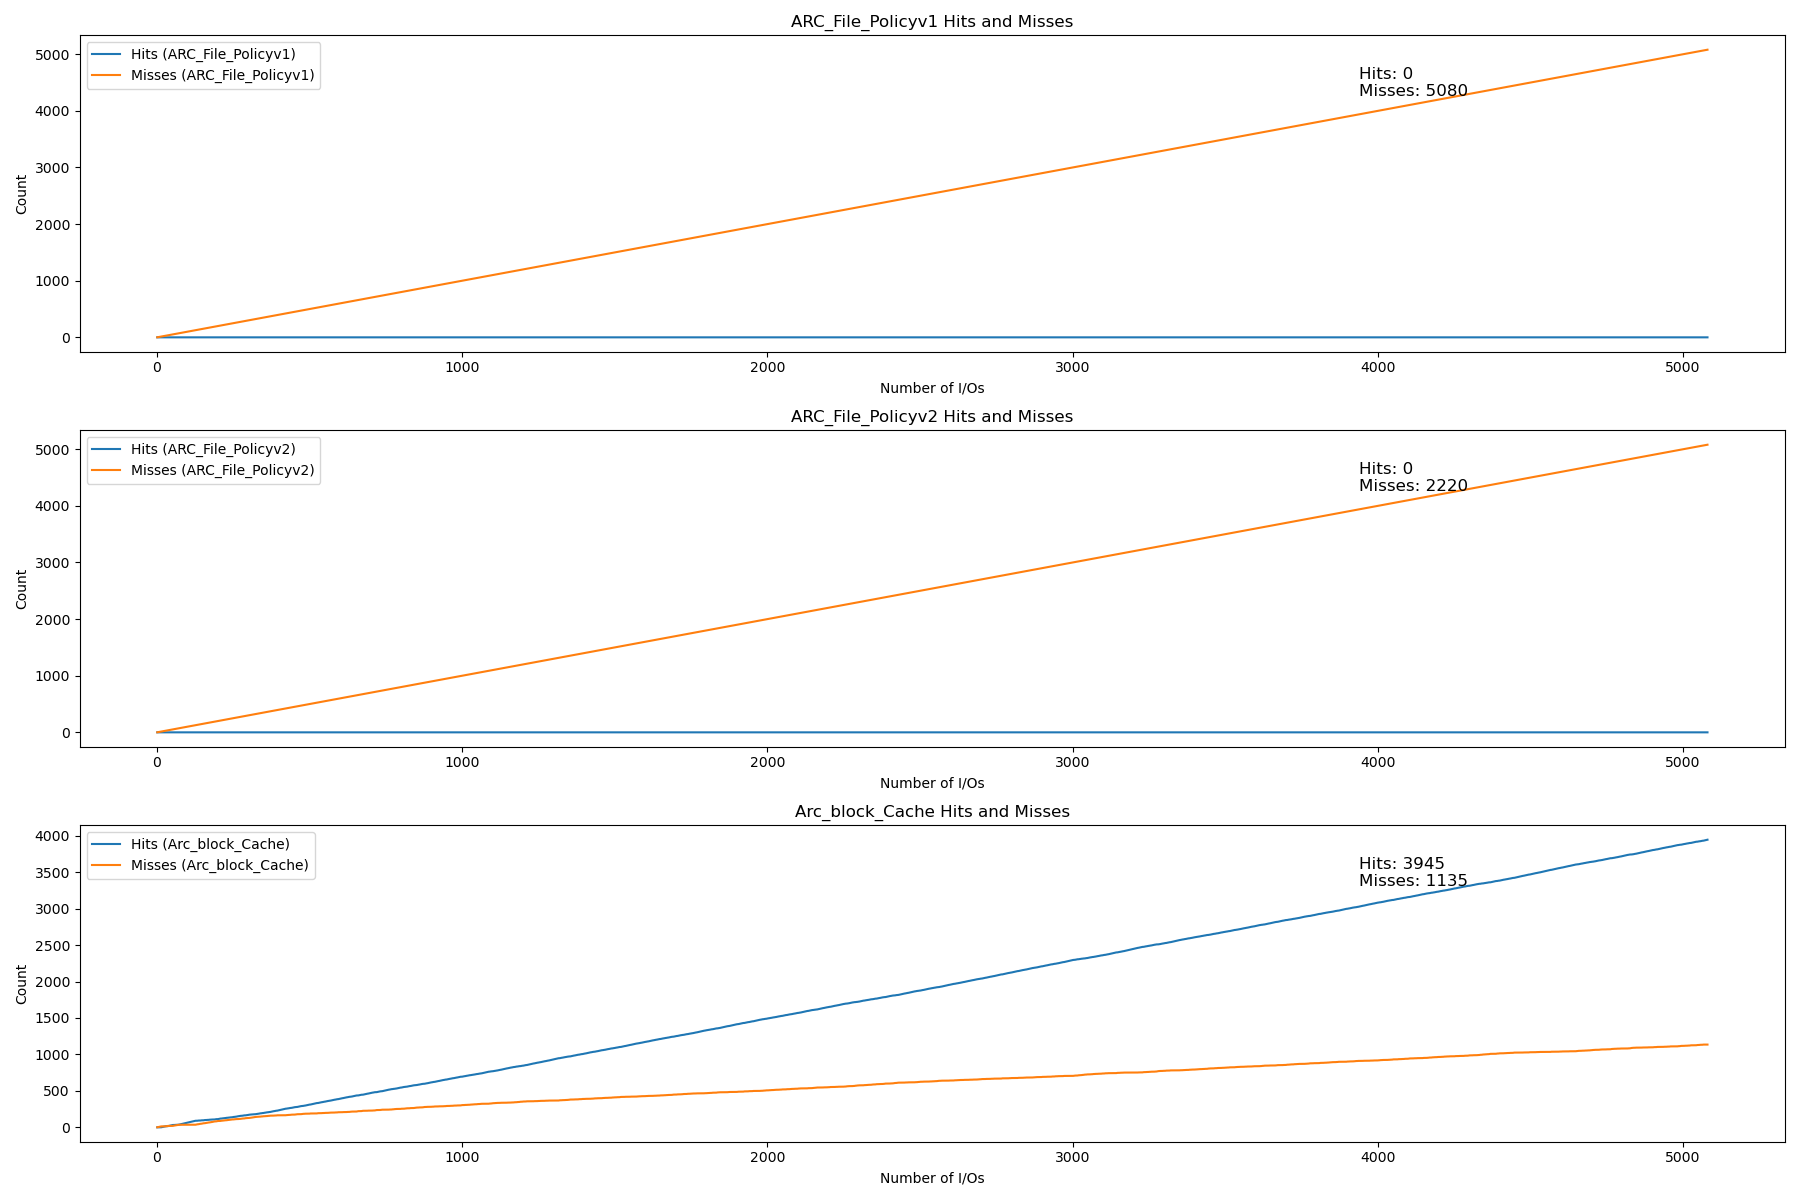 ARC_File_Policyv1 Hits and Misses
Hits (ARC_File_Policyv1)
Misses (ARC_File_Policyv1)
Hits: 0
Misses: 5080
5000
4000
3000
2000
1000
0
Count
0 1000 2000 3000 4000 5000
Number of I/Os
ARC_File_Policyv2 Hits and Misses
Hits (ARC_File_Policyv2)
Misses (ARC_File_Policyv2)
Hits: 0
Misses: 2220
5000
4000
3000
2000
1000
0
Count
0 1000 2000 3000 4000 5000
Number of I/Os
Arc_block_Cache Hits and Misses
Hits (Arc_block_Cache)
Misses (Arc_block_Cache)
Hits: 3945
Misses: 1135
4000
3500
3000
2500
2000
1500
1000
500
0
Count
0 1000 2000 3000 4000 5000
Number of I/Os